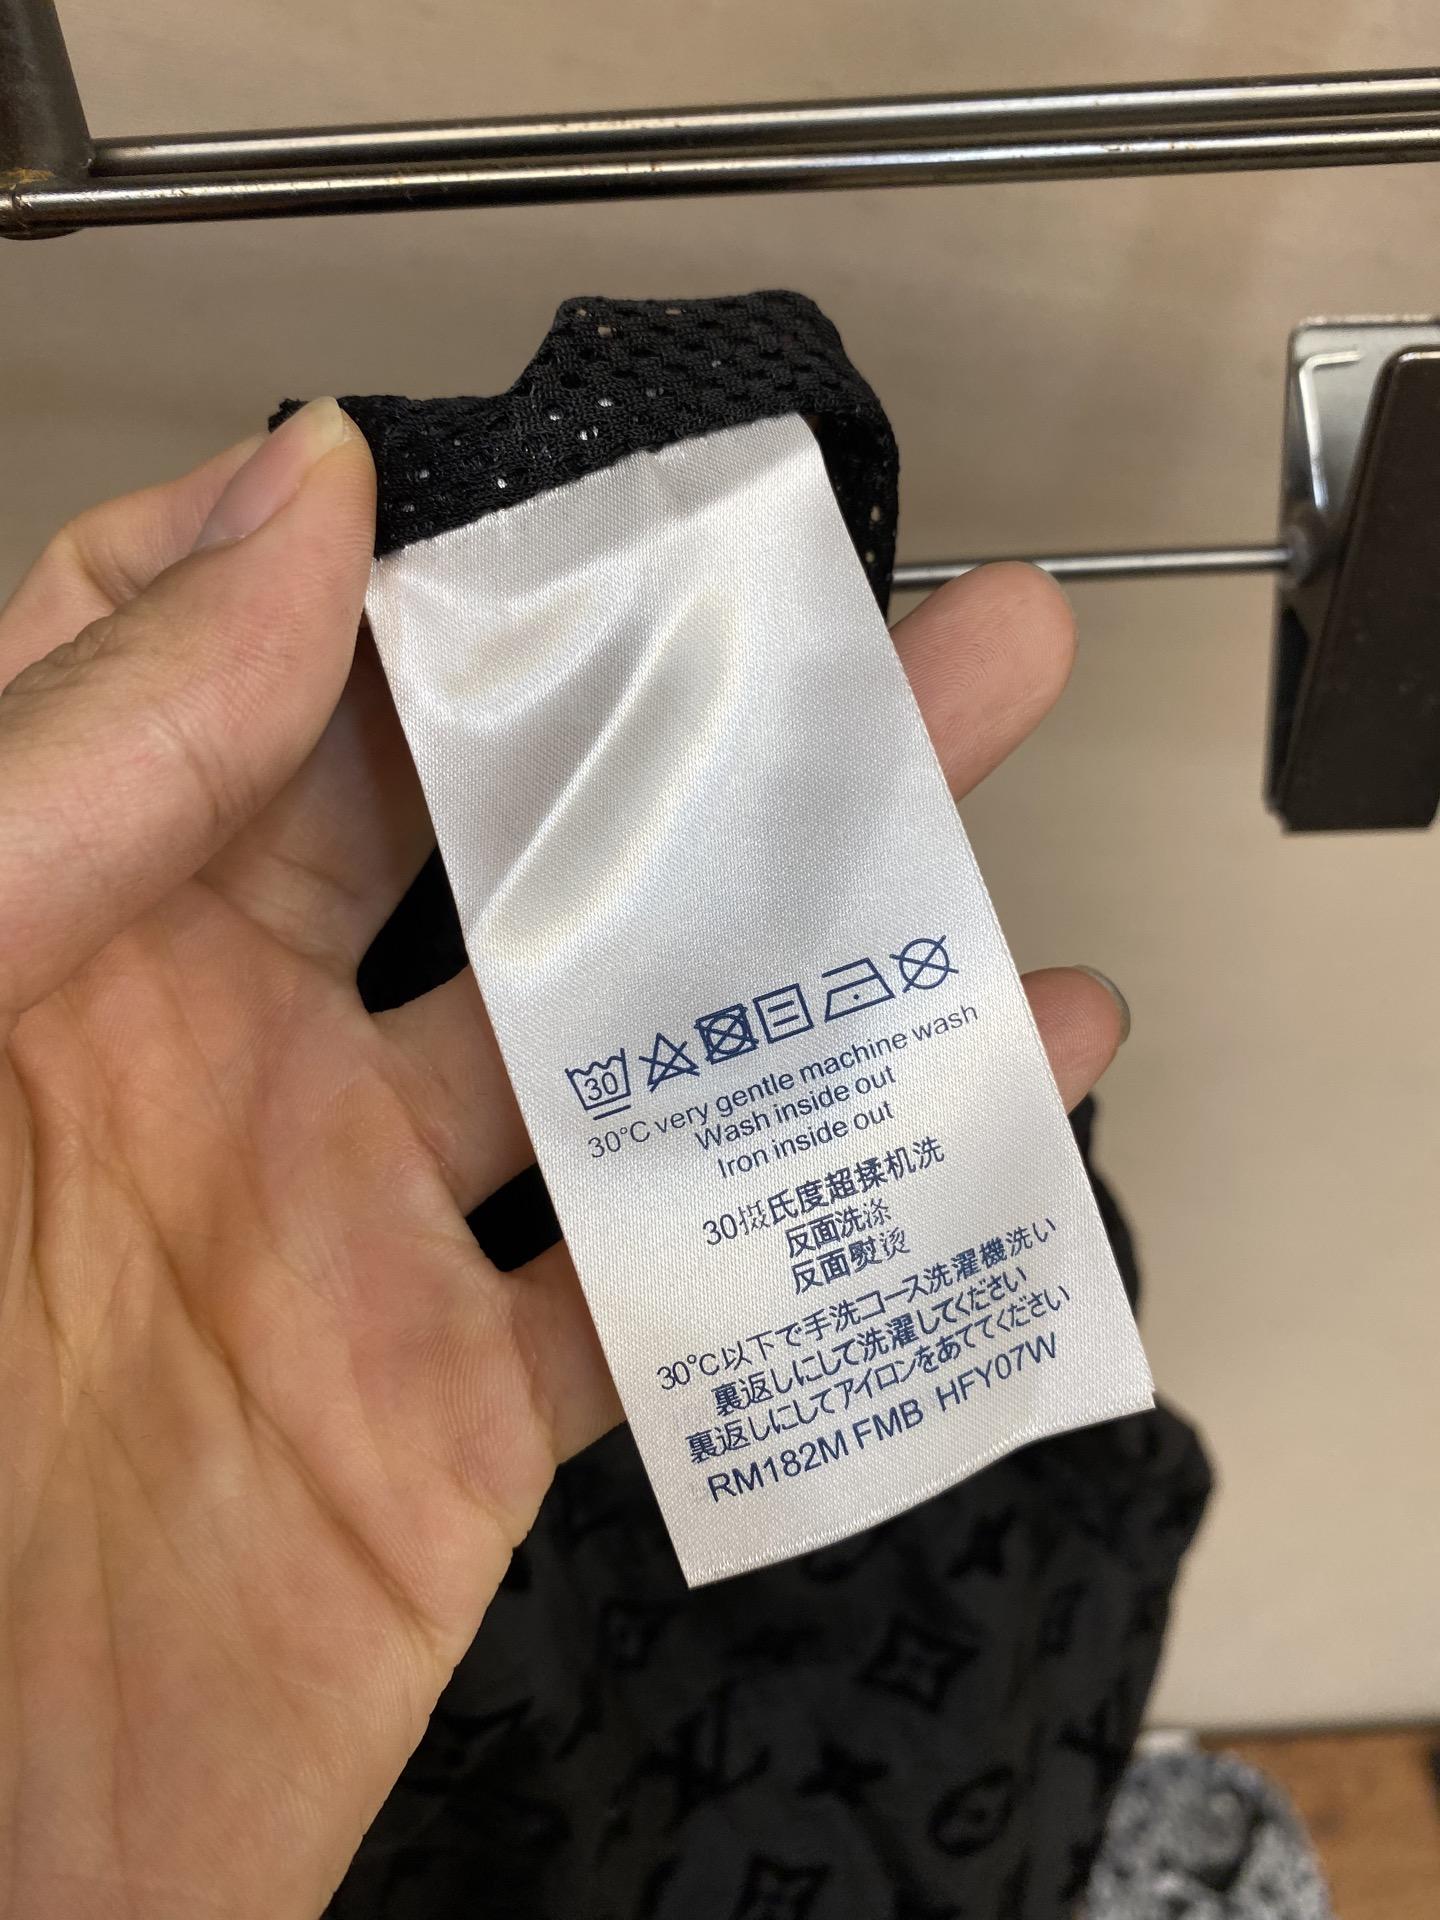 30
30°C very gentle machine wash
Wash inside out
Iron inside out
30摄氏度超揉机洗
反面洗涤
反面熨烫
30°C以下で手洗コース洗濯機洗い
裏返しにして洗濯してください
裏返しにしてアイロンをあててください
RM182M FMB HFY07W